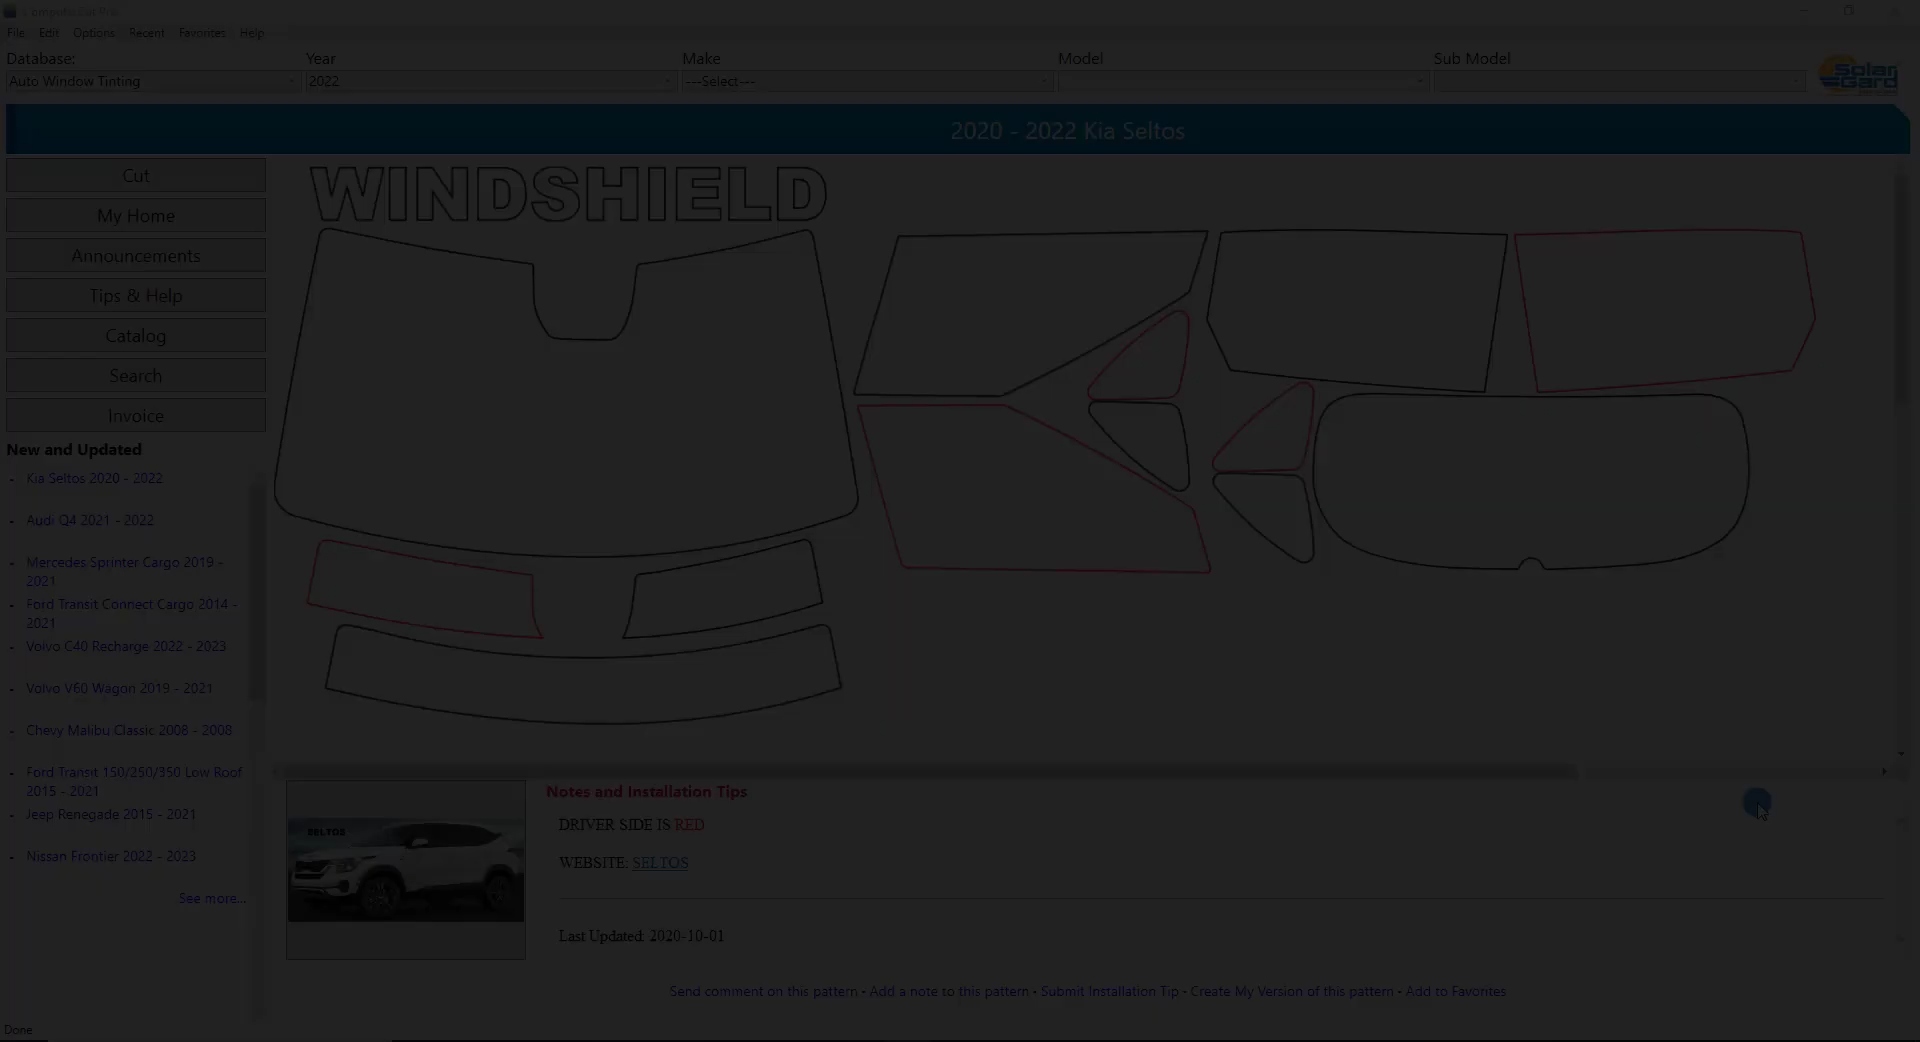 ComputerCut Pro
File Edit Options Recent Favorites Help
Database: Year Make Model Sub Model
Auto Window Tinting 2022 ---Select---
Solar Gard
2020 - 2022 Kia Seltos
Cut
My Home
Announcements
Tips & Help
Catalog
Search
Invoice
New and Updated
- Kia Seltos 2020 - 2022
- Audi Q4 2021 - 2022
- Mercedes Sprinter Cargo 2019 -
2021
- Ford Transit Connect Cargo 2014 -
2021
- Volvo C40 Recharge 2022 - 2023
- Volvo V60 Wagon 2019 - 2021
- Chevy Malibu Classic 2008 - 2008
- Ford Transit 150/250/350 Low Roof
2015 - 2021
- Jeep Renegade 2015 - 2021
- Nissan Frontier 2022 - 2023
See more...
WINDSHIELD
SELTOS
Notes and Installation Tips
DRIVER SIDE IS RED
WEBSITE: SELTOS
Last Updated: 2020-10-01
Send comment on this pattern - Add a note to this pattern - Submit Installation Tip - Create My Version of this pattern - Add to Favorites
Done